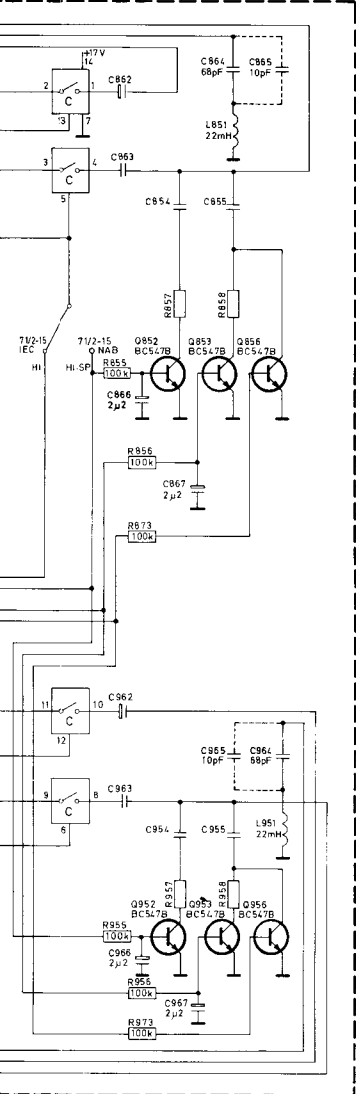 +17V
14
C862
C864
68pF
C865
10pF
2
1
C
13
7
L851
22mH
3
4
C863
C
5
C854
C855
R857
R858
71/2-15
IEC
71/2-15
NAB
HI
HI-SP
R855
100k
Q852
BC547B
Q853
BC547B
Q856
BC547B
C866
2µ2
R856
100k
C867
2µ2
R873
100k
11
10
C962
C
12
C965
10pF
C964
68pF
9
8
C963
C
6
L951
22mH
C954
C955
R957
R958
Q952
BC547B
Q953
BC547B
Q956
BC547B
R955
100k
C966
2µ2
R956
100k
C967
2µ2
R973
100k